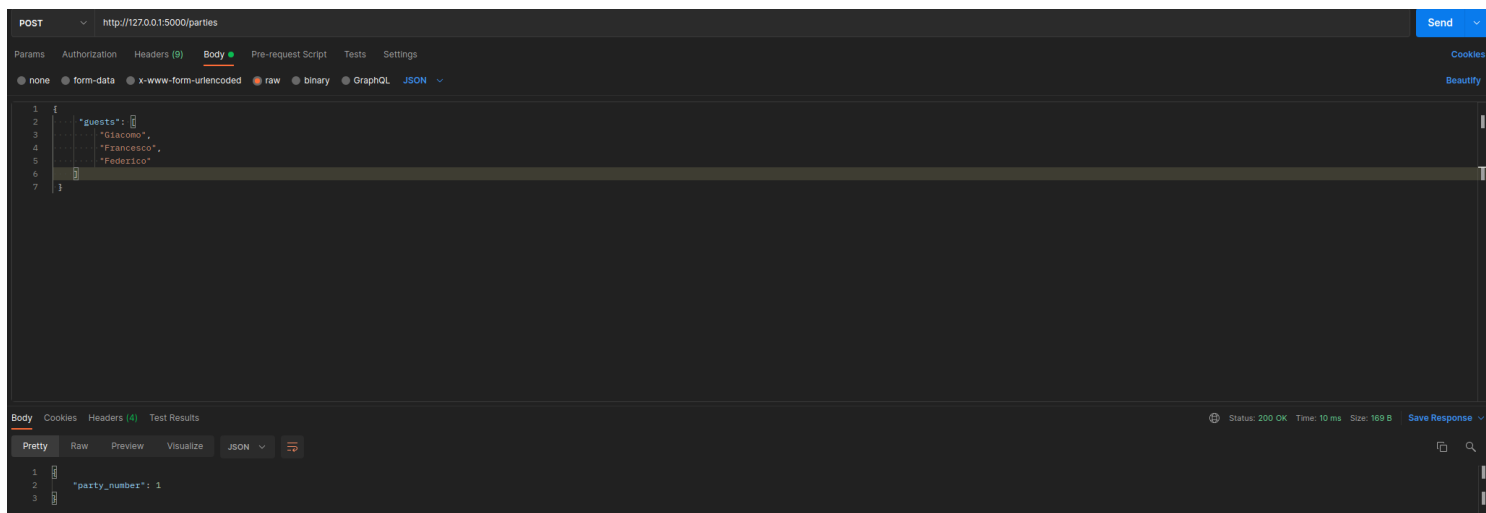 POST http://127.0.0.1:5000/parties Send
Params Authorization Headers (9) Body Pre-request Script Tests Settings Cookies
none form-data x-www-form-urlencoded raw binary GraphQL JSON Beautify
1 {
2 "guests": [
3 "Giacomo",
4 "Francesco",
5 "Federico"
6 ]
7 }
Body Cookies Headers (4) Test Results Status: 200 OK Time: 10 ms Size: 169 B Save Response
Pretty Raw Preview Visualize JSON
1 {
2 "party_number": 1
3 }